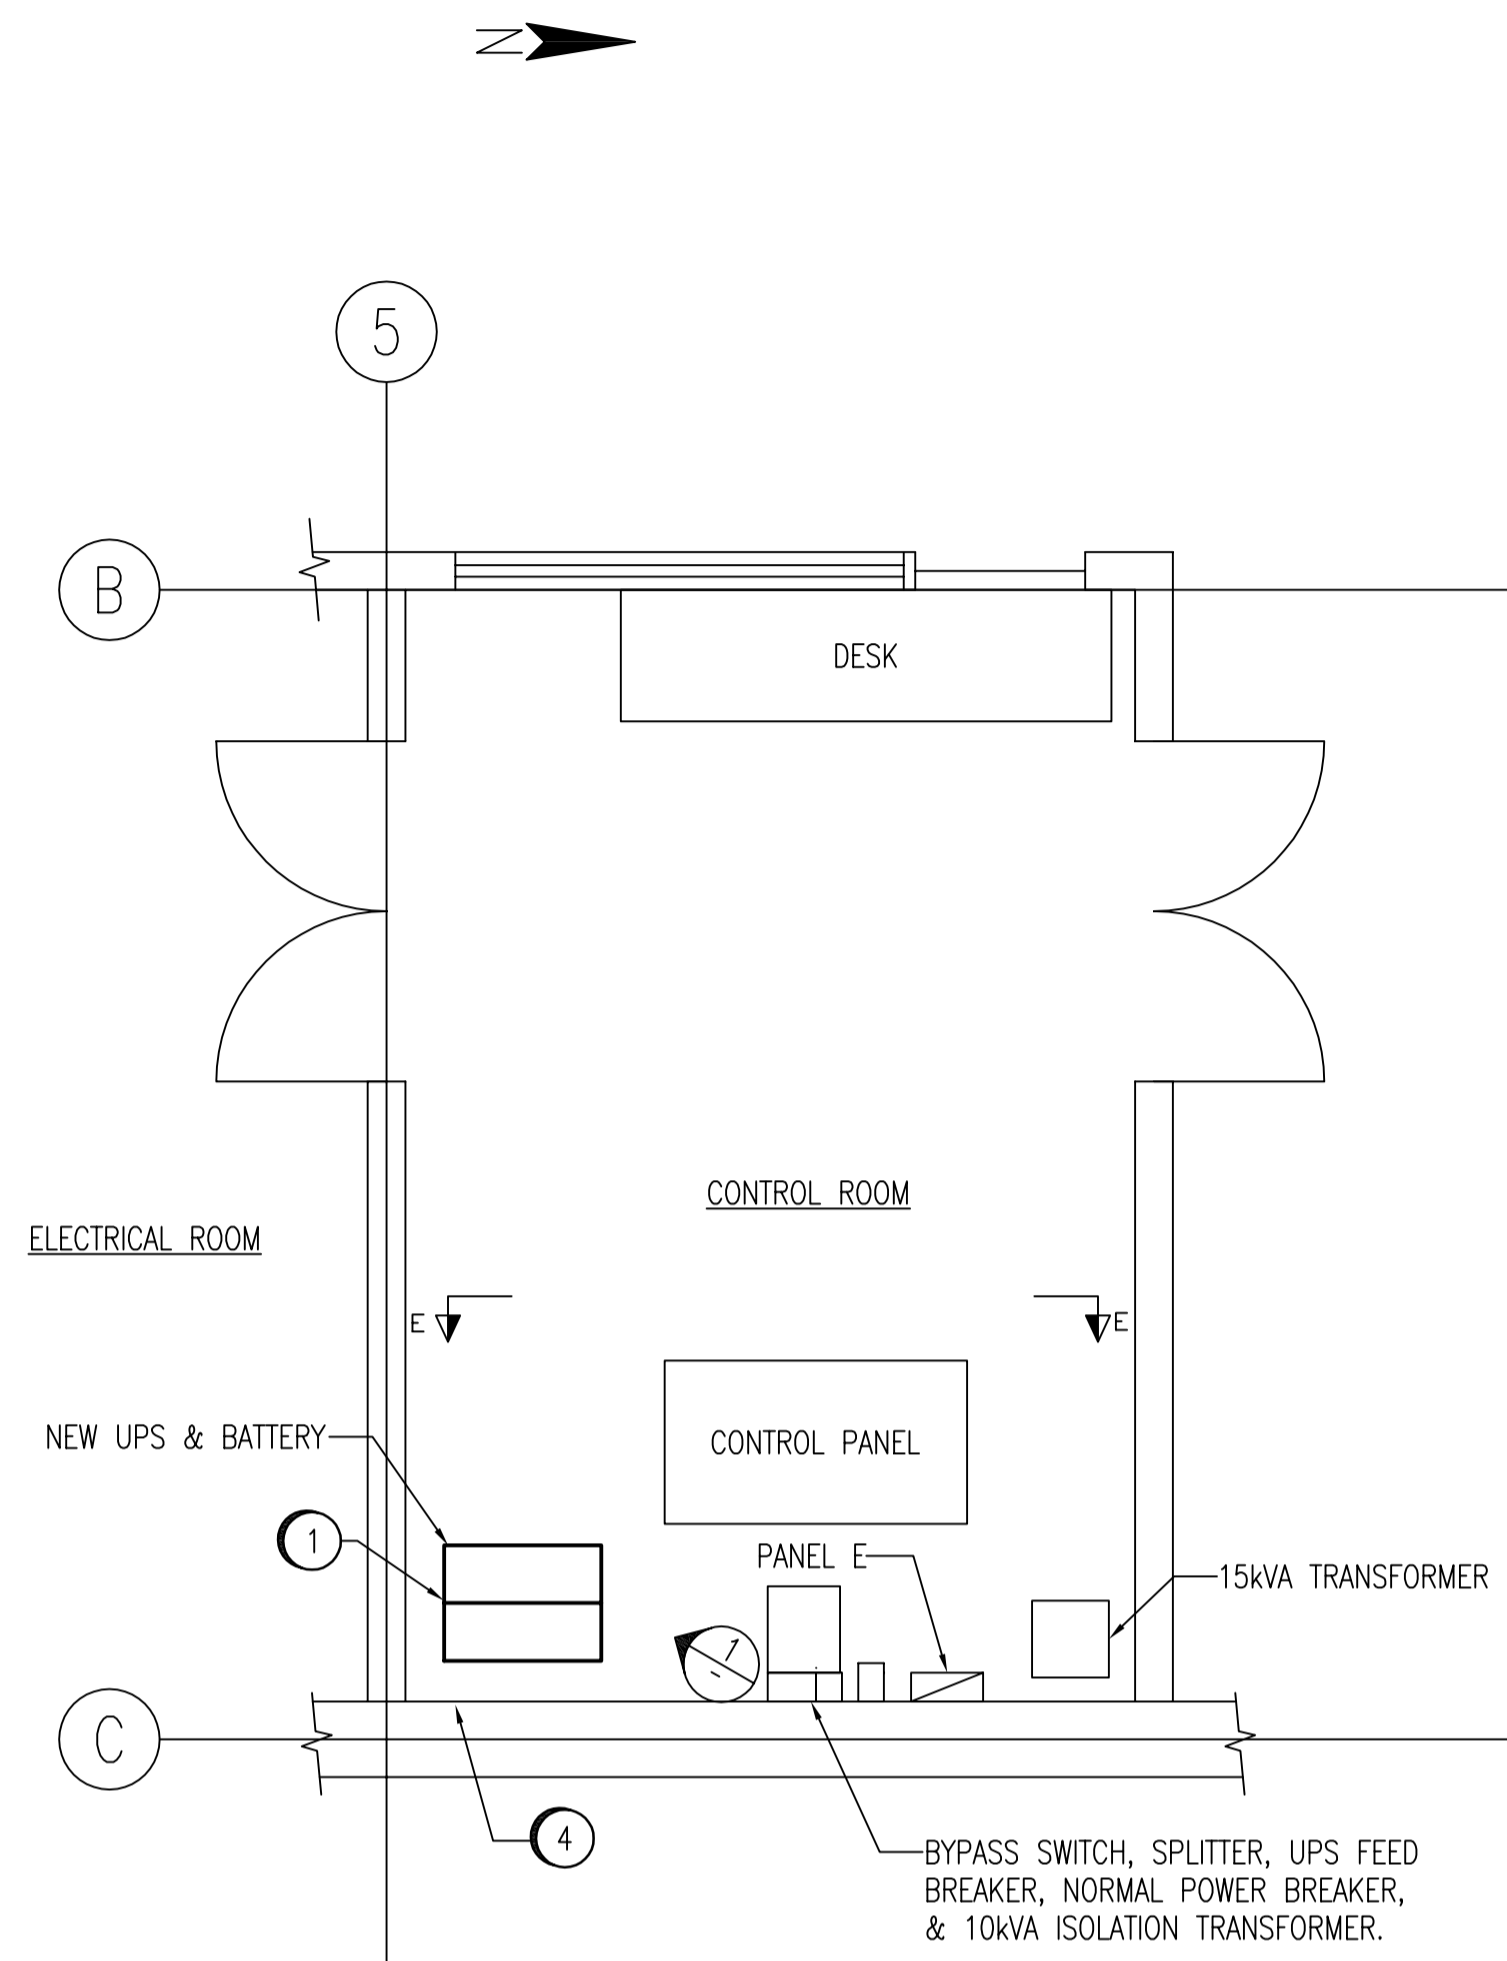 N
5
B
DESK
CONTROL ROOM
ELECTRICAL ROOM
E
E
NEW UPS & BATTERY
CONTROL PANEL
1
PANEL E
15kVA TRANSFORMER
1
-
C
4
BYPASS SWITCH, SPLITTER, UPS FEED
BREAKER, NORMAL POWER BREAKER,
& 10kVA ISOLATION TRANSFORMER.